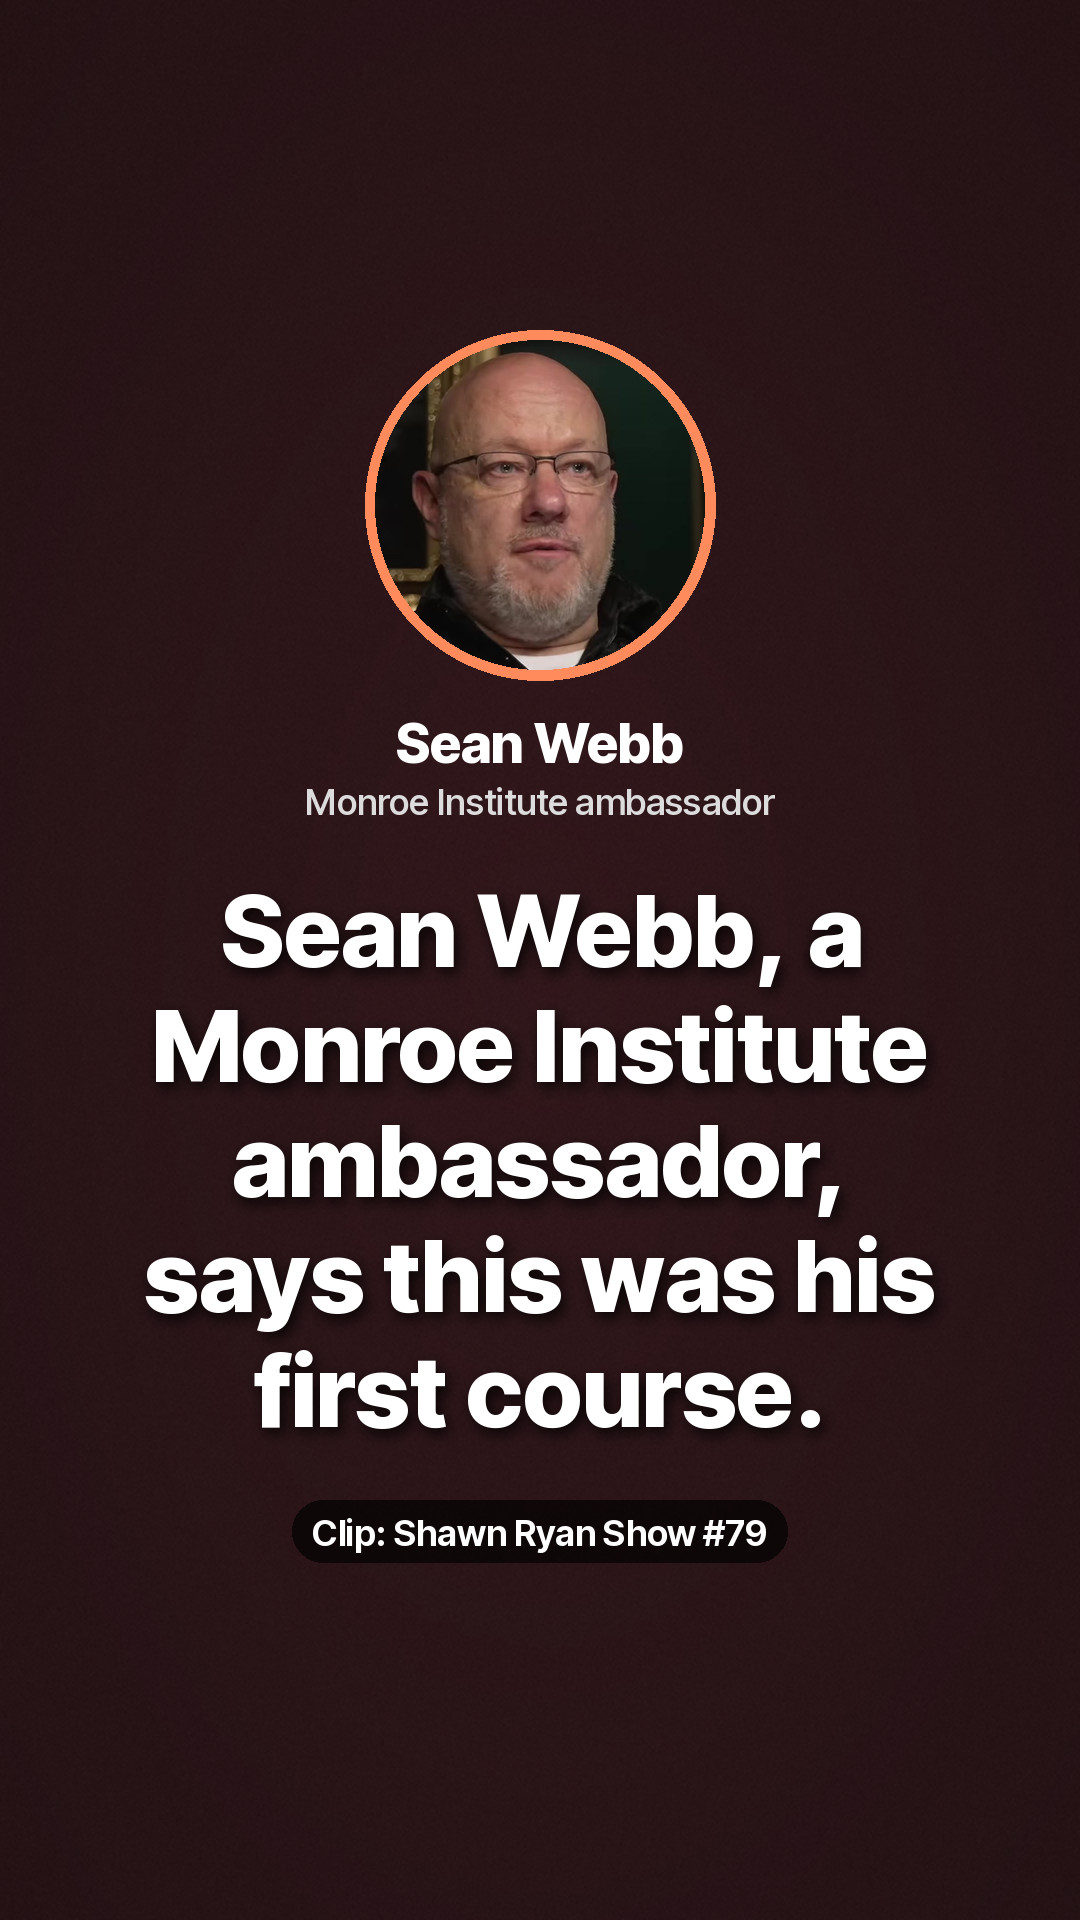 Sean Webb
Monroe Institute ambassador
Sean Webb, a
Monroe Institute
ambassador,
says this was his
first course.
Clip: Shawn Ryan Show #79